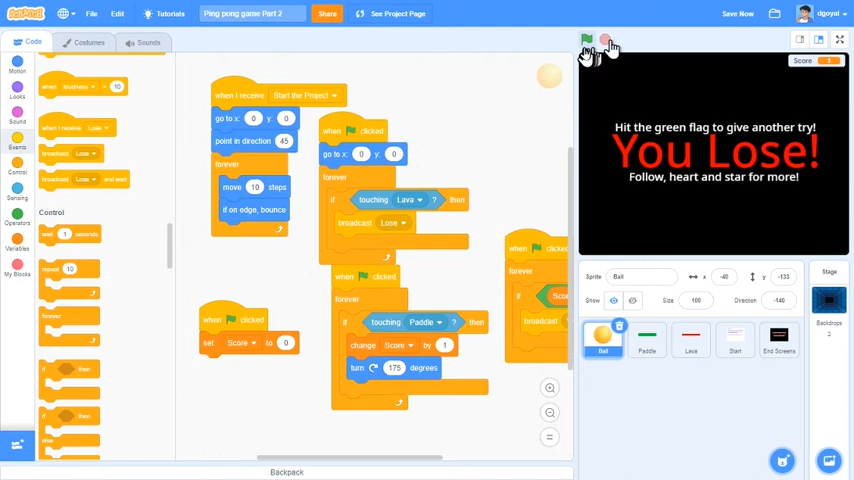 SCRATCH
File
Edit
Tutorials
Ping pong game Part 2
Share
See Project Page
Save Now
dgoyal
Code
Costumes
Sounds
Motion
Looks
Sound
Events
Control
Sensing
Operators
Variables
My Blocks
when loudness > 10
when I receive Lose
broadcast Lose
broadcast Lose and wait
Control
wait 1 seconds
repeat 10
forever
if then
if then
else
when I receive Start the Project
go to x: 0 y: 0
point in direction 45
forever
move 10 steps
if on edge, bounce
when clicked
go to x: 0 y: 0
forever
if touching Lava ? then
broadcast Lose
when clicked
set Score to 0
when clicked
forever
if touching Paddle ? then
change Score by 1
turn 175 degrees
when clicked
forever
if
broadcast
Backpack
Score 1
Hit the green flag to give another try!
You Lose!
Follow, heart and star for more!
Sprite Ball x -40 y -133
Show Size 100 Direction -140
Ball
Paddle
Lava
Start
End Screens
Stage
Backdrops
2